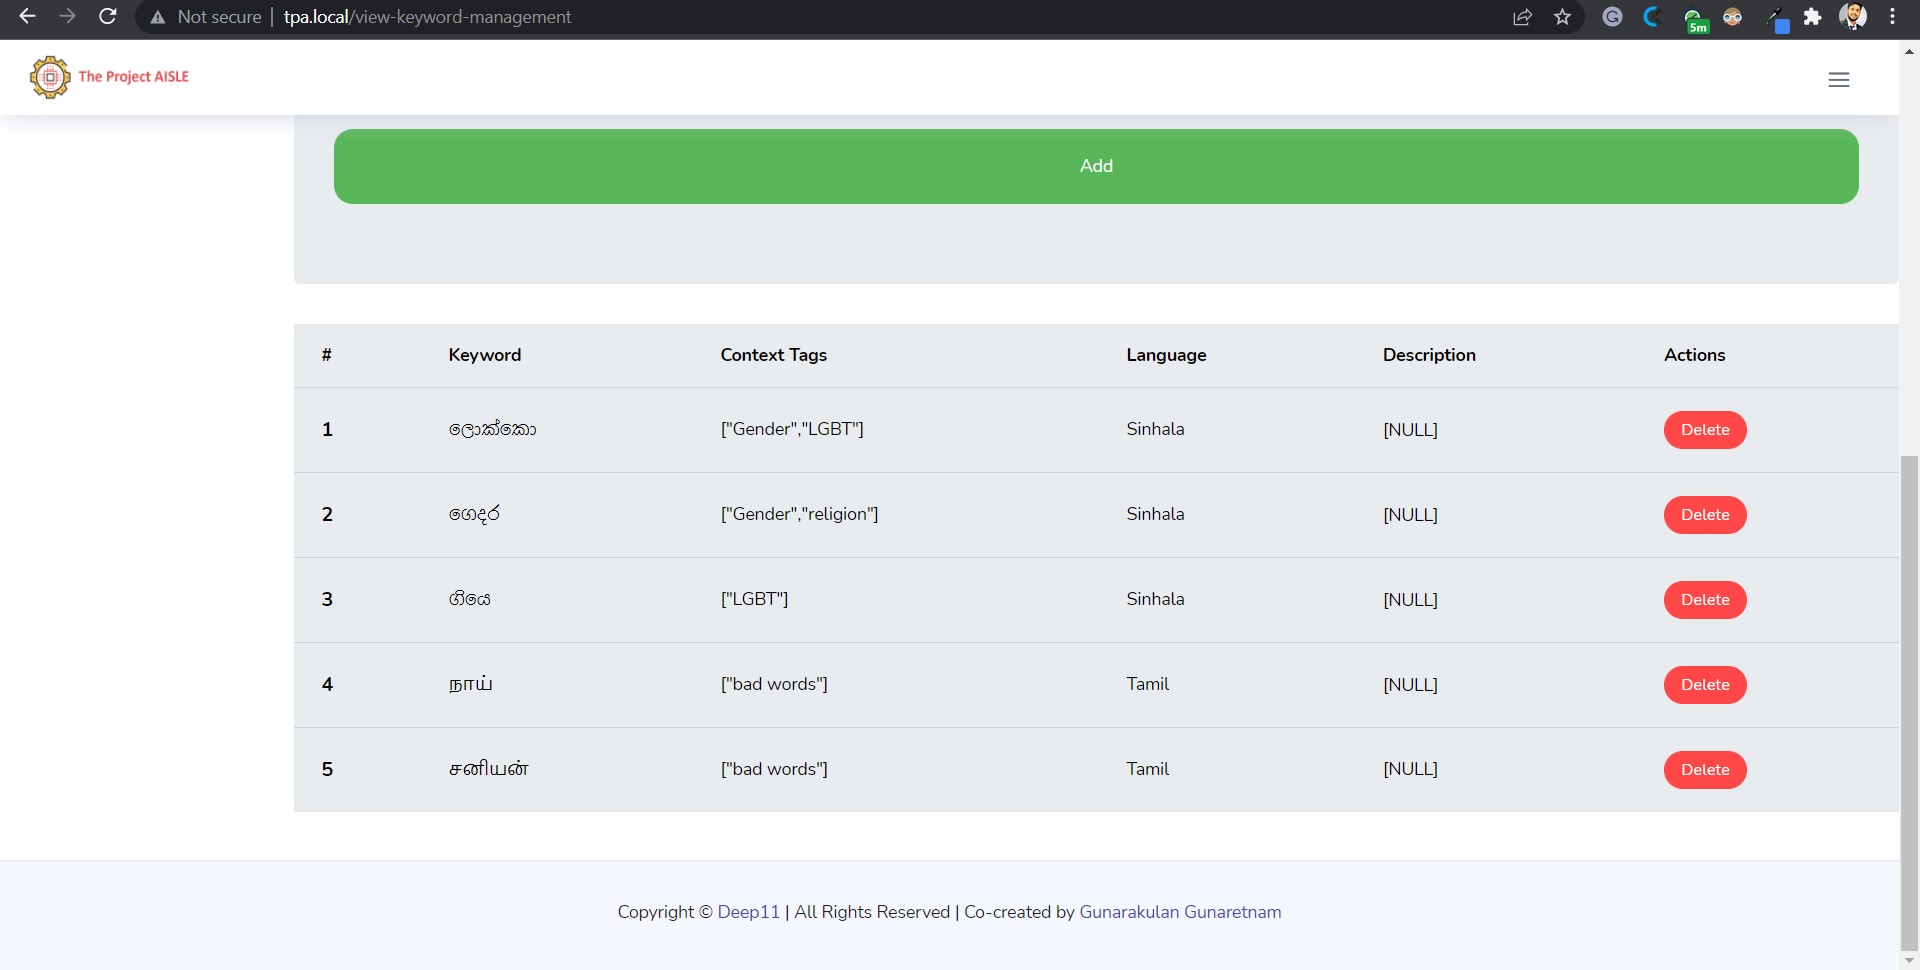 Not secure | tpa.local/view-keyword-management
5m
The Project AISLE
Add
# Keyword Context Tags Language Description Actions
1 ලොක්කො ["Gender","LGBT"] Sinhala [NULL] Delete
2 ගෙදර ["Gender","religion"] Sinhala [NULL] Delete
3 ගියෙ ["LGBT"] Sinhala [NULL] Delete
4 நாய் ["bad words"] Tamil [NULL] Delete
5 சனியன் ["bad words"] Tamil [NULL] Delete
Copyright © Deep11 | All Rights Reserved | Co-created by Gunarakulan Gunaretnam